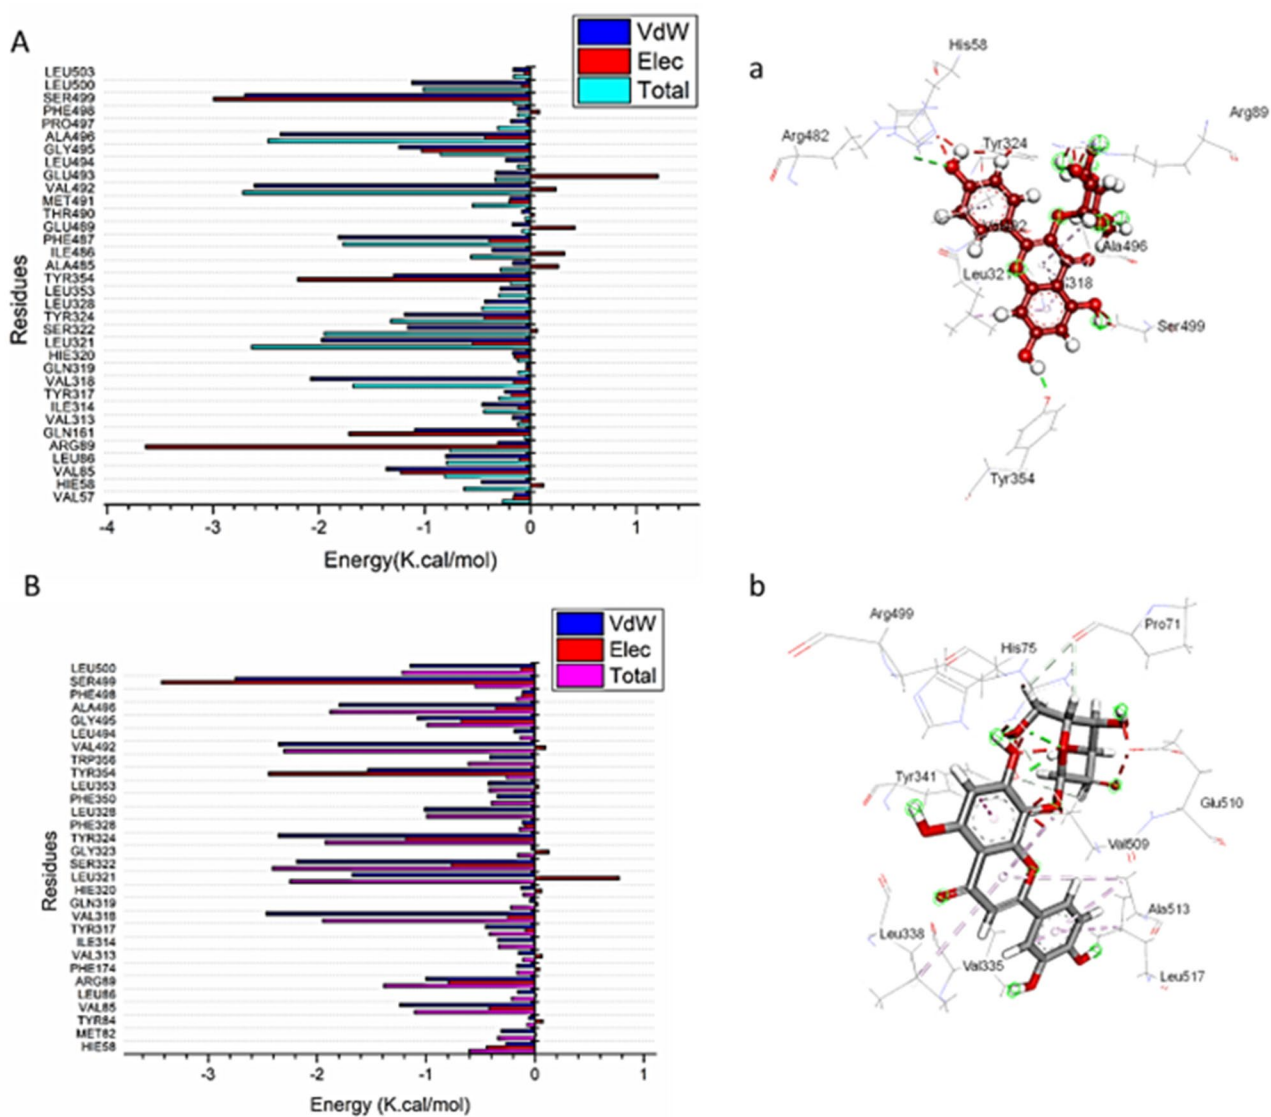 A
VdW
Elec
Total
Residues
LEU503
LEU500
SER499
PHE498
PRO497
ALA496
GLY495
LEU494
GLU493
VAL492
MET491
THR490
GLU489
PHE487
ILE486
ALA485
TYR354
LEU353
LEU328
TYR324
SER322
LEU321
HIE320
GLN319
VAL318
TYR317
ILE314
VAL313
GLN161
ARG89
LEU86
VAL85
HIE58
VAL57
-4 -3 -2 -1 0 1
Energy(K.cal/mol)
a
His58
Arg89
Arg482
Tyr324
Ala496
Leu321
318
Ser499
Tyr354
B
VdW
Elec
Total
Residues
LEU500
SER499
PHE498
ALA496
GLY495
LEU494
VAL492
TRP356
TYR354
LEU353
PHE350
LEU328
PHE328
TYR324
GLY323
SER322
LEU321
HIE320
GLN319
VAL318
TYR317
ILE314
VAL313
PHE174
ARG89
LEU86
VAL85
TYR84
MET82
HIE58
-3 -2 -1 0 1
Energy (K.cal/mol)
b
Arg499
Pro71
His75
Tyr341
Glu510
Val509
Ala513
Leu338
Val335
Leu517